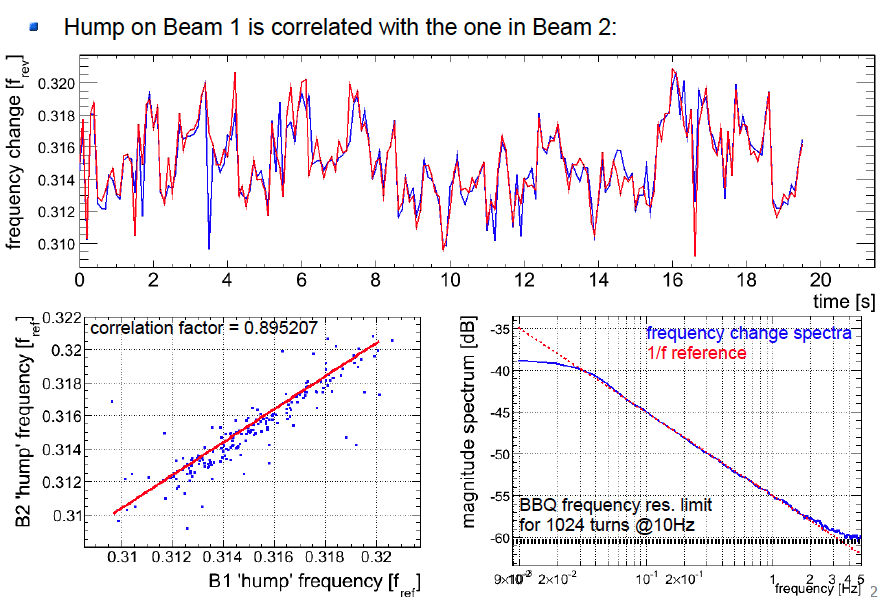 Hump on Beam 1 is correlated with the one in Beam 2:
frequency change [f_rev]
0.320
0.318
0.316
0.314
0.312
0.310
0 2 4 6 8 10 12 14 16 18 20
time [s]
B2 'hump' frequency [f_ref]
0.322
0.32
0.318
0.316
0.314
0.312
0.31
correlation factor = 0.895207
0.31 0.312 0.314 0.316 0.318 0.32
B1 'hump' frequency [f_ref]
magnitude spectrum [dB]
-35
-40
-45
-50
-55
-60
frequency change spectra
1/f reference
BBQ frequency res. limit
for 1024 turns @10Hz
2×10⁻² 10⁻¹ 2×10⁻¹ 1 2 3 4 5
frequency [Hz]
2